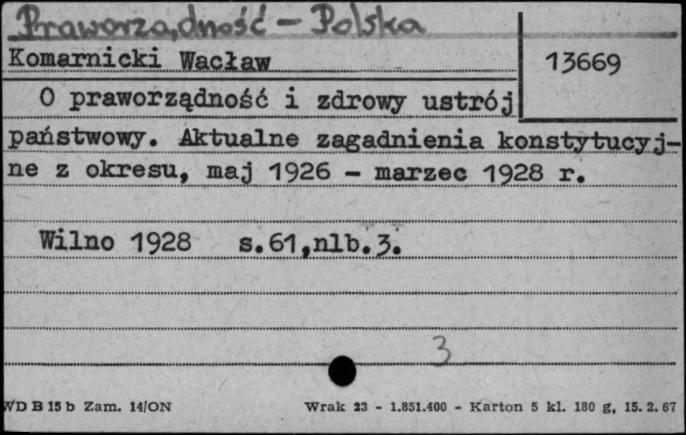 Praworządność - Polska
Komarnicki Wacław
13669
O praworządność i zdrowy ustrój
państwowy. Aktualne zagadnienia konstytucyj-
ne z okresu, maj 1926 - marzec 1928 r.
Wilno 1928 s.61,nlb.3.
3
WD B 15 b Zam. 14/ON
Wrak 23 - 1.851.400 - Karton 5 kl. 180 g, 15. 2. 67